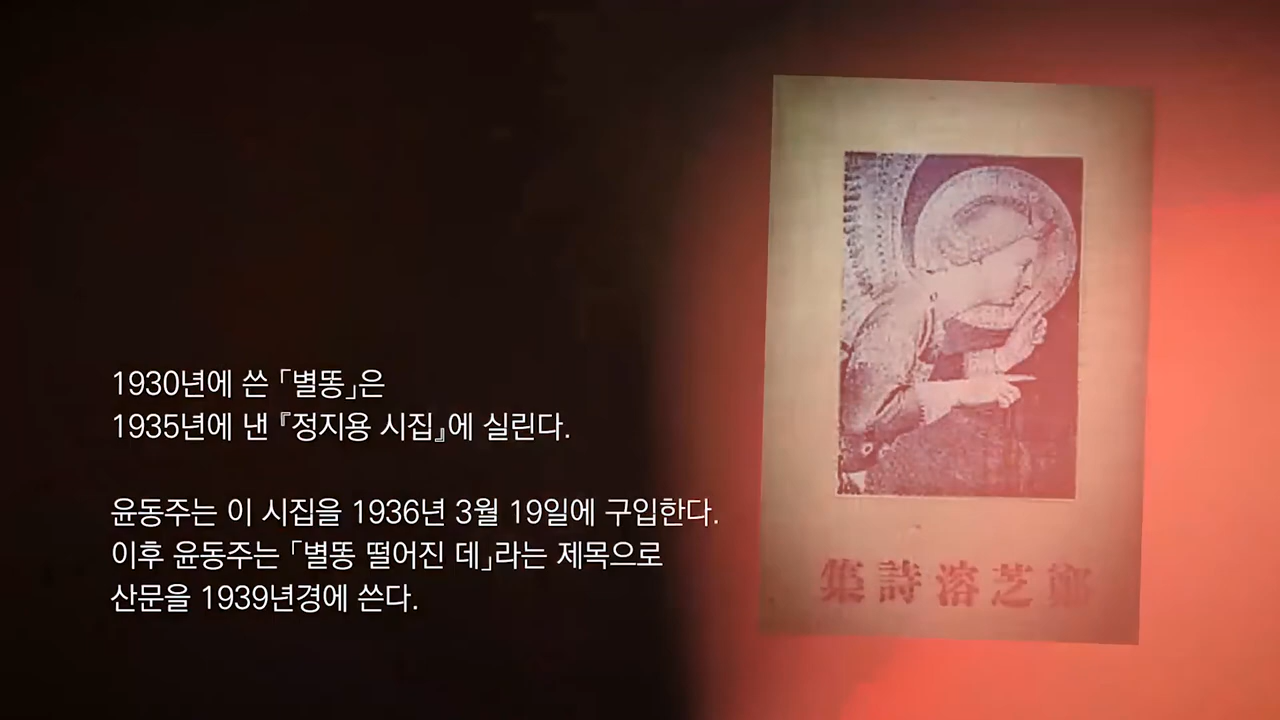 1930년에 쓴 「별똥」은
1935년에 낸 『정지용 시집』에 실린다.
윤동주는 이 시집을 1936년 3월 19일에 구입한다.
이후 윤동주는 「별똥 떨어진 데」라는 제목으로
산문을 1939년경에 쓴다.
集詩溶芝鄭